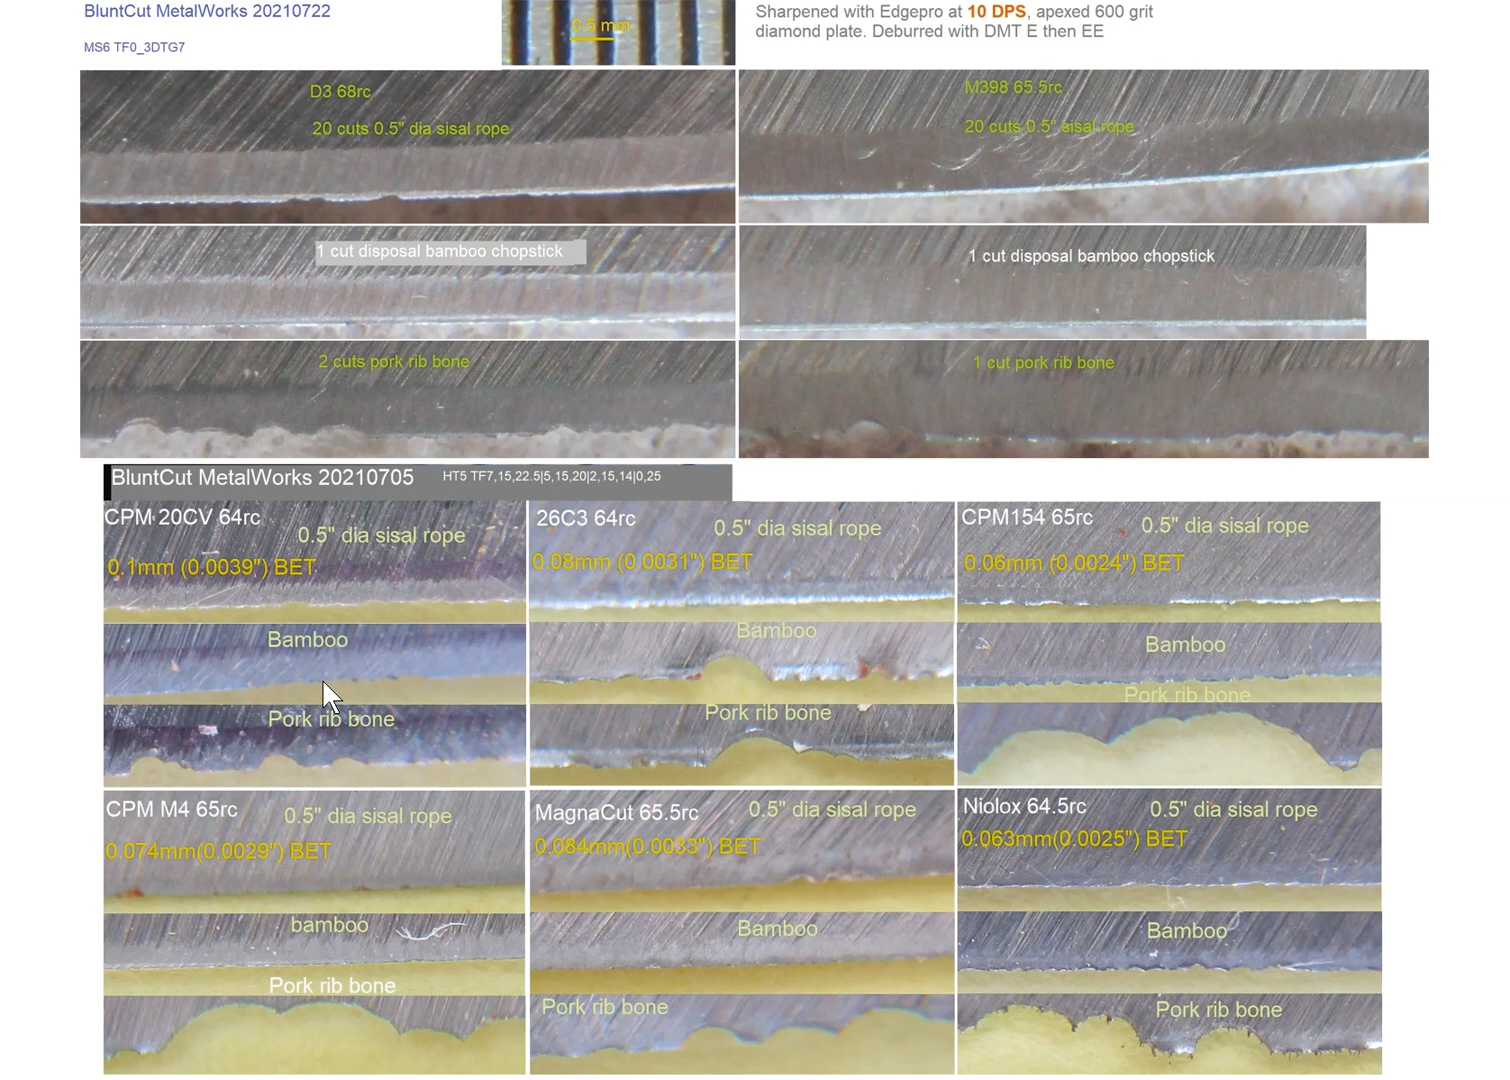 BluntCut MetalWorks 20210722
MS6 TF0_3DTG7
0.5 mm
Sharpened with Edgepro at 10 DPS, apexed 600 grit
diamond plate. Deburred with DMT E then EE
D3 68rc
20 cuts 0.5" dia sisal rope
M398 65.5rc
20 cuts 0.5" sisal rope
1 cut disposal bamboo chopstick
1 cut disposal bamboo chopstick
2 cuts pork rib bone
1 cut pork rib bone
BluntCut MetalWorks 20210705
HT5 TF7,15,22.5|5,15,20|2,15,14|0,25
CPM 20CV 64rc
0.5" dia sisal rope
0.1mm (0.0039") BET
Bamboo
Pork rib bone
26C3 64rc
0.5" dia sisal rope
0.08mm (0.0031") BET
Bamboo
Pork rib bone
CPM154 65rc
0.5" dia sisal rope
0.06mm (0.0024") BET
Bamboo
Pork rib bone
CPM M4 65rc
0.5" dia sisal rope
0.074mm(0.0029") BET
bamboo
Pork rib bone
MagnaCut 65.5rc
0.5" dia sisal rope
0.084mm(0.0033") BET
Bamboo
Pork rib bone
Niolox 64.5rc
0.5" dia sisal rope
0.063mm(0.0025") BET
Bamboo
Pork rib bone